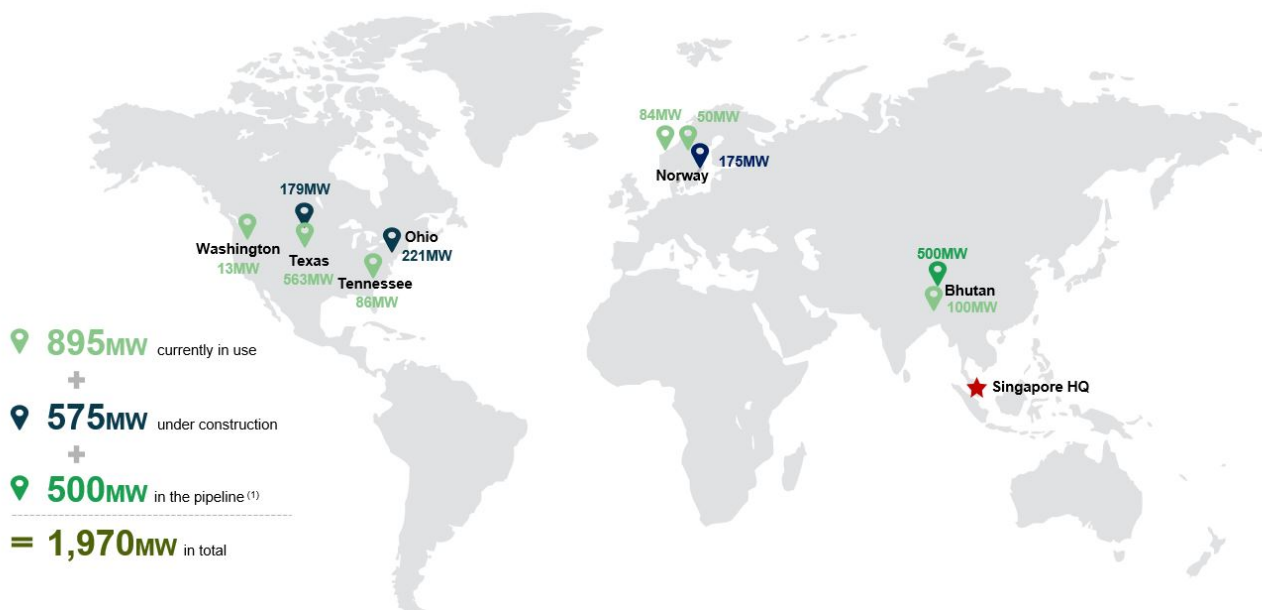 84MW
50MW
175MW
Norway
179MW
Washington
13MW
Texas
563MW
Ohio
221MW
Tennessee
86MW
500MW
Bhutan
100MW
Singapore HQ
895MW currently in use
+
575MW under construction
+
500MW in the pipeline (1)
= 1,970MW in total